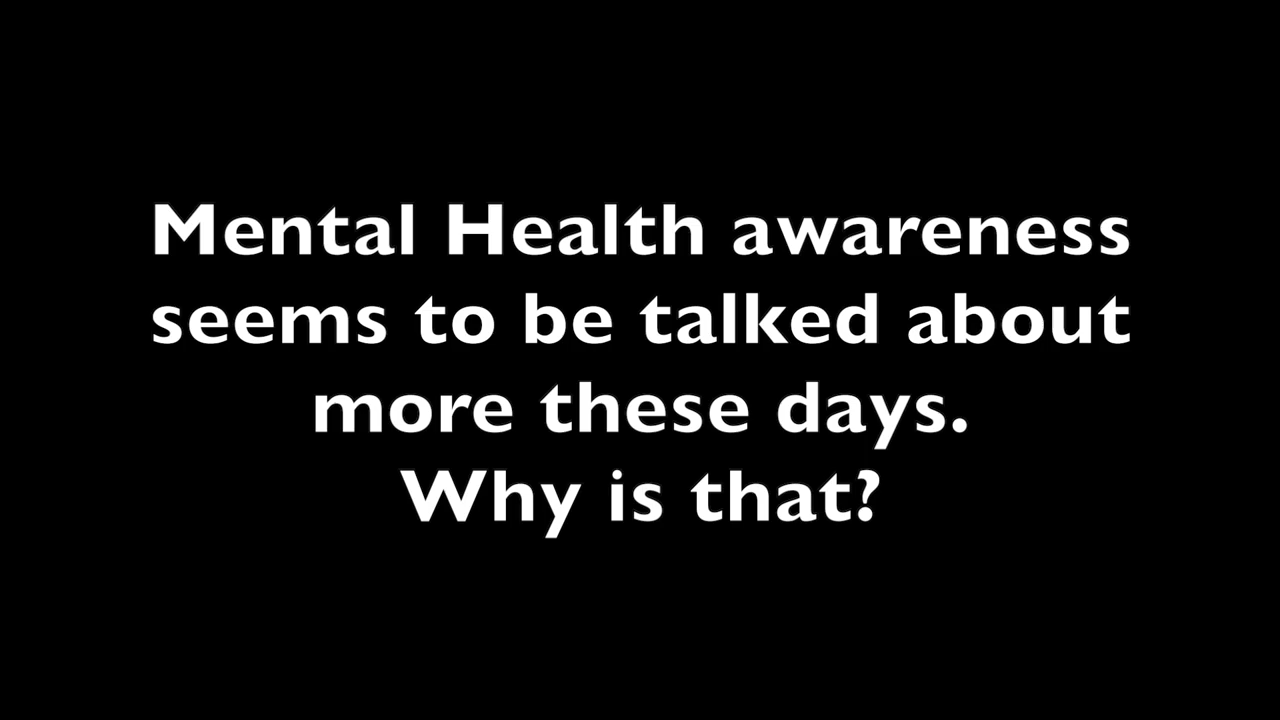 Mental Health awareness
seems to be talked about
more these days.
Why is that?